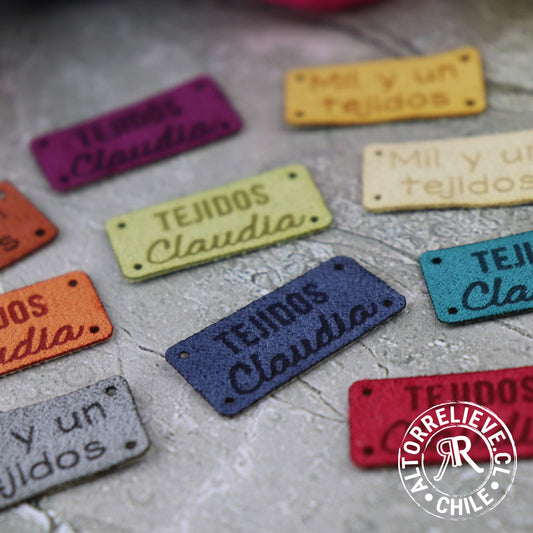 TEJIDOS
Claudia
Mil y un
tejidos
Mil y un
tejidos
TEJIDOS
Claudia
TEJIDOS
Claudia
TEJIDOS
Claudia
y un
tejidos
TEJIDOS
ALTORRELIEVE.CL
RR
CHILE